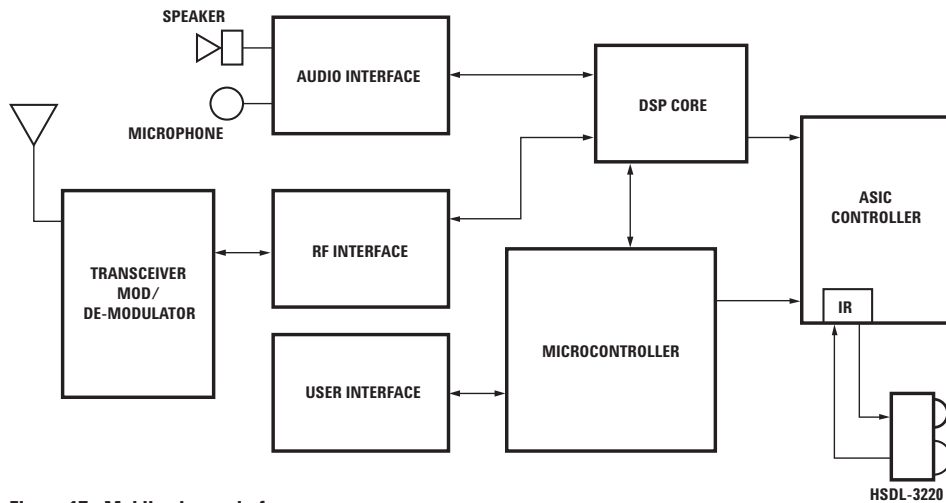 SPEAKER
AUDIO INTERFACE
DSP CORE
MICROPHONE
ASIC
CONTROLLER
RF INTERFACE
TRANSCEIVER
MOD/
DE-MODULATOR
IR
MICROCONTROLLER
USER INTERFACE
HSDL-3220